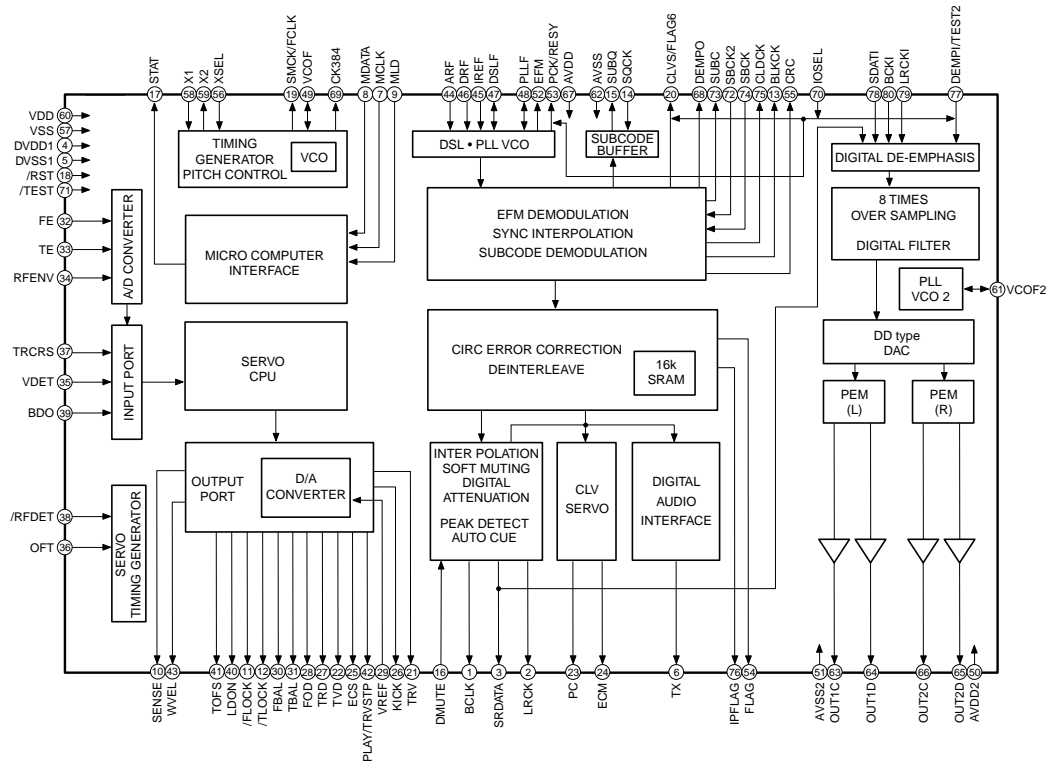 STAT
X1
X2
XSEL
SMCK/FCLK
VCOF
CK384
MDATA
MCLK
MLD
ARF
DRF
IREF
DSLF
PLLF
EFM
PCK/RESY
AVDD
AVSS
SUBQ
SQCK
CLVS/FLAG6
DEMPO
SUBC
SBCK2
SBCK
CLDCK
BLKCK
CRC
IOSEL
SDATI
BCKI
LRCKI
DEMPI/TEST2
17
58
59
56
19
49
69
8
7
9
44
46
45
47
48
52
53
67
62
15
14
20
68
73
72
74
75
13
55
70
78
80
79
77
VDD 60
VSS 57
DVDD1 4
DVSS1 5
/RST 18
/TEST 71
FE 32
TE 33
RFENV 34
TRCRS 37
VDET 35
BDO 39
/RFDET 38
OFT 36
A/D CONVERTER
INPUT PORT
SERVO
TIMING GENERATOR
TIMING
GENERATOR
PITCH CONTROL
VCO
MICRO COMPUTER
INTERFACE
SERVO
CPU
OUTPUT
PORT
D/A
CONVERTER
DSL • PLL VCO
SUBCODE
BUFFER
EFM DEMODULATION
SYNC INTERPOLATION
SUBCODE DEMODULATION
CIRC ERROR CORRECTION
DEINTERLEAVE
16k
SRAM
INTER POLATION
SOFT MUTING
DIGITAL
ATTENUATION
PEAK DETECT
AUTO CUE
CLV
SERVO
DIGITAL
AUDIO
INTERFACE
DIGITAL DE-EMPHASIS
8 TIMES
OVER SAMPLING
DIGITAL FILTER
PLL
VCO 2
61 VCOF2
DD type
DAC
PEM
(L)
PEM
(R)
10
43
41
40
11
12
30
31
28
27
22
25
42
29
26
21
16
1
3
2
23
24
6
76
54
51
63
64
66
65
50
SENSE
WVEL
TOFS
LDON
/FLOCK
/TLOCK
FBAL
TBAL
FOD
TRD
TVD
ECS
PLAY/TRVSTP
VREF
KICK
TRV
DMUTE
BCLK
SRDATA
LRCK
PC
ECM
TX
IPFLAG
FLAG
AVSS2
OUT1C
OUT1D
OUT2C
OUT2D
AVDD2